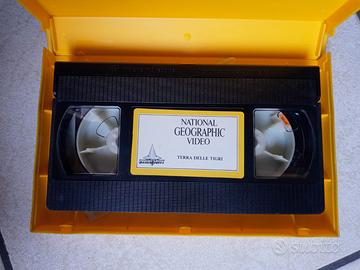 NATIONAL
GEOGRAPHIC
VIDEO
TERRA DELLE TIGRI